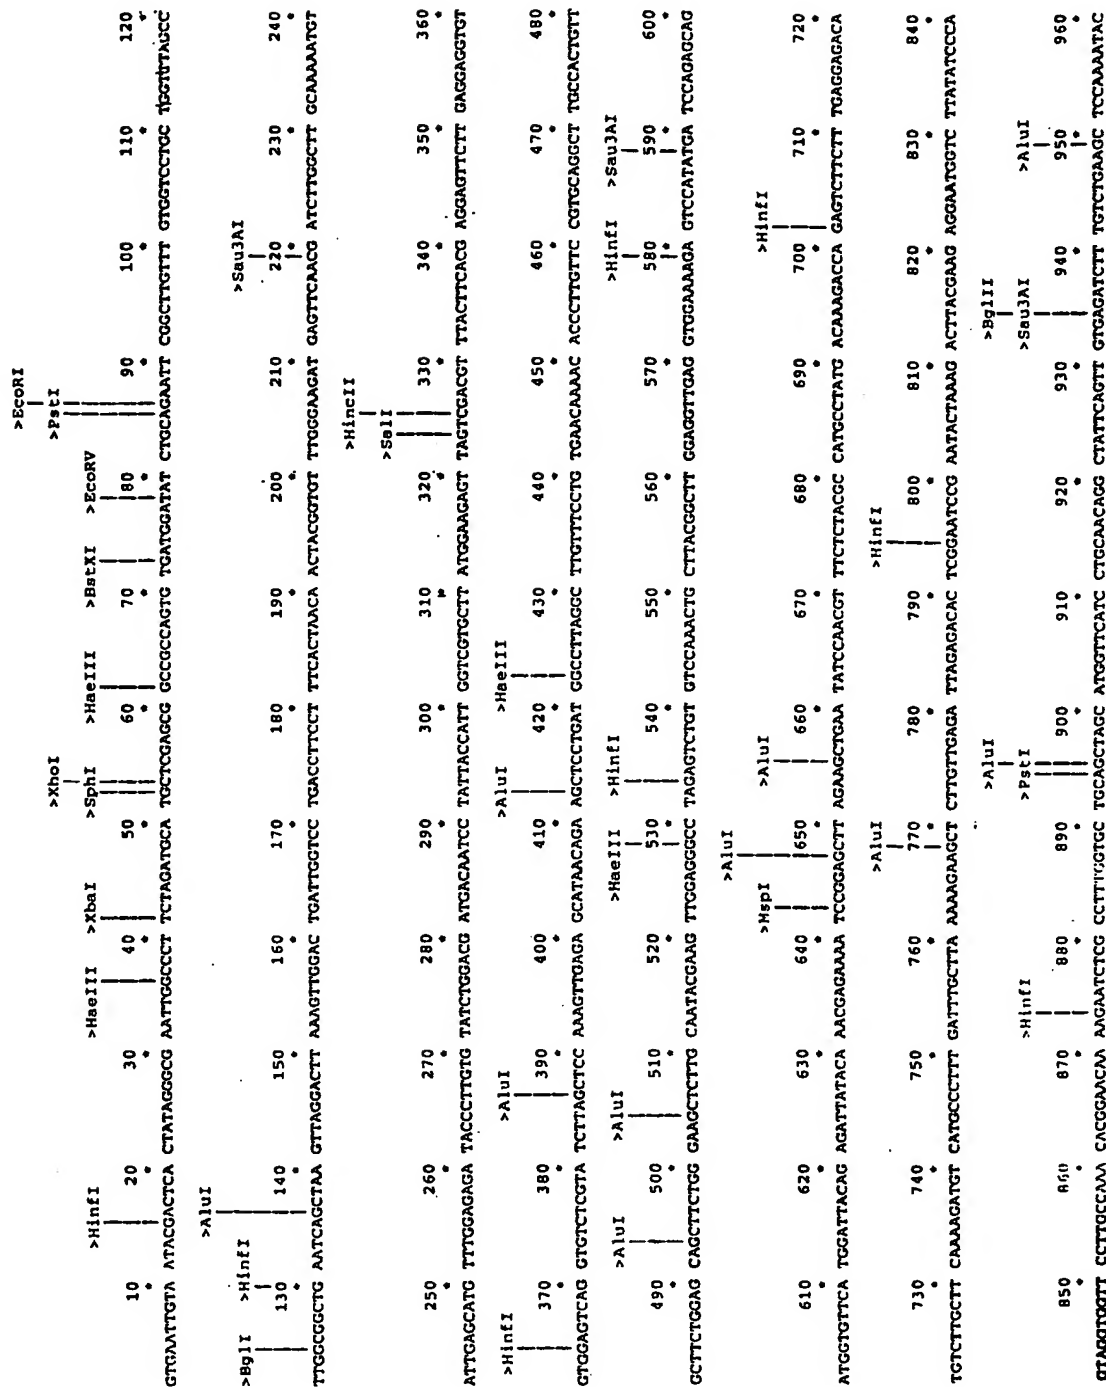 >EcoRI
>XhoI >PstI
>HinfI >HaeIII >XbaI >SphI >HaeIII >BstXI >EcoRV
10 20 30 40 50 60 70 80 90 100 110 120
GTGAATTGTA ATACGACTCA CTATAGGGCG AATTGGCCCT TCTAGATGCA TGCTCGAGCG GCCGCCAGTG TGATGGATAT CTGCAGAATT CGGCTTGTTT GTGGTCCTGC TGGTTTAGCC
>AluI
>BglI >HinfI >Sau3AI
130 140 150 160 170 180 190 200 210 220 230 240
TTGGCGGCTG AATCAGCTAA GTTAGGACTT AAAGTTGGAC TGATTGGTCC TGACCTTCCT TTCACTAACA ACTACGGTGT TTGGGAAGAT GAGTTCAACG ATCTTGGCTT GCAAAAATGT
>HincII
>SalI
250 260 270 280 290 300 310 320 330 340 350 360
ATTGAGCATG TTTGGAGAGA TACCCTTGTG TATCTGGACG ATGACAATCC TATTACCATT GGTCGTGCTT ATGGAAGAGT TAGTCGACGT TTACTTCACG AGGAGTTCTT GAGGAGGTGT
>HinfI >AluI >AluI >HaeIII
370 380 390 400 410 420 430 440 450 460 470 480
GTGGAGTCAG GTGTCTCGTA TCTTAGCTCC AAAGTTGAGA GCATAACAGA AGCTCCTGAT GGCCTTAGGC TTGTTTCCTG TGAACAAAAC ACCCTTGTTC CGTGCAGGCT TGCCACTGTT
>AluI >AluI >HaeIII >HinfI >HinfI >Sau3AI
490 500 510 520 530 540 550 560 570 580 590 600
GCTTCTGGAG CAGCTTCTGG GAAGCTCTTG CAATACGAAG TTGGAGGGCC TAGAGTCTGT GTCCAAACTG CTTACGGCTT GGAGGTTGAG GTGGAAAAGA GTCCATATGA TCCAGAGCAG
>AluI
>MspI >AluI >HinfI
610 620 630 640 650 660 670 680 690 700 710 720
ATGGTGTTCA TGGATTACAG AGATTATACA AACGAGAAAA TCCGGAGCTT AGAAGCTGAA TATCCAACGT TTCTCTACGC CATGCCTATG ACAAAGACCA GAGTCTTCTT TGAGGAGACA
>AluI >HinfI
730 740 750 760 770 780 790 800 810 820 830 840
TGTCTTGCTT CAAAAGATGT CATGCCCTTT GATTTGCTTA AAAAGAAGCT CTTGTTGAGA TTAGAGACAC TCGGAATCCG AATACTAAAG ACTTACGAAG AGGAATGGTC TTATATCCCA
>AluI >BglII
>HinfI >PstI >Sau3AI >AluI
850 860 870 880 890 900 910 920 930 940 950 960
GTAGGTGGTT CCTTGCCAAA CACGGAACAA AAGAATCTCG CCTTTGGTGC TGCAGCTAGC ATGGTTCATC CTGCAACAGG CTATTCAGTT GTGAGATCTT TGTCTGAAGC TCCAAAATAC